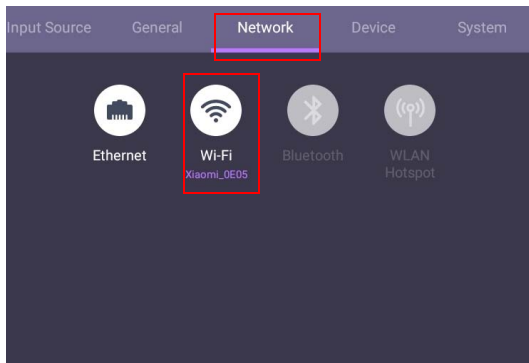 Input Source General Network Device System
Ethernet Wi-Fi Bluetooth WLAN
Xiaomi_0E05 Hotspot